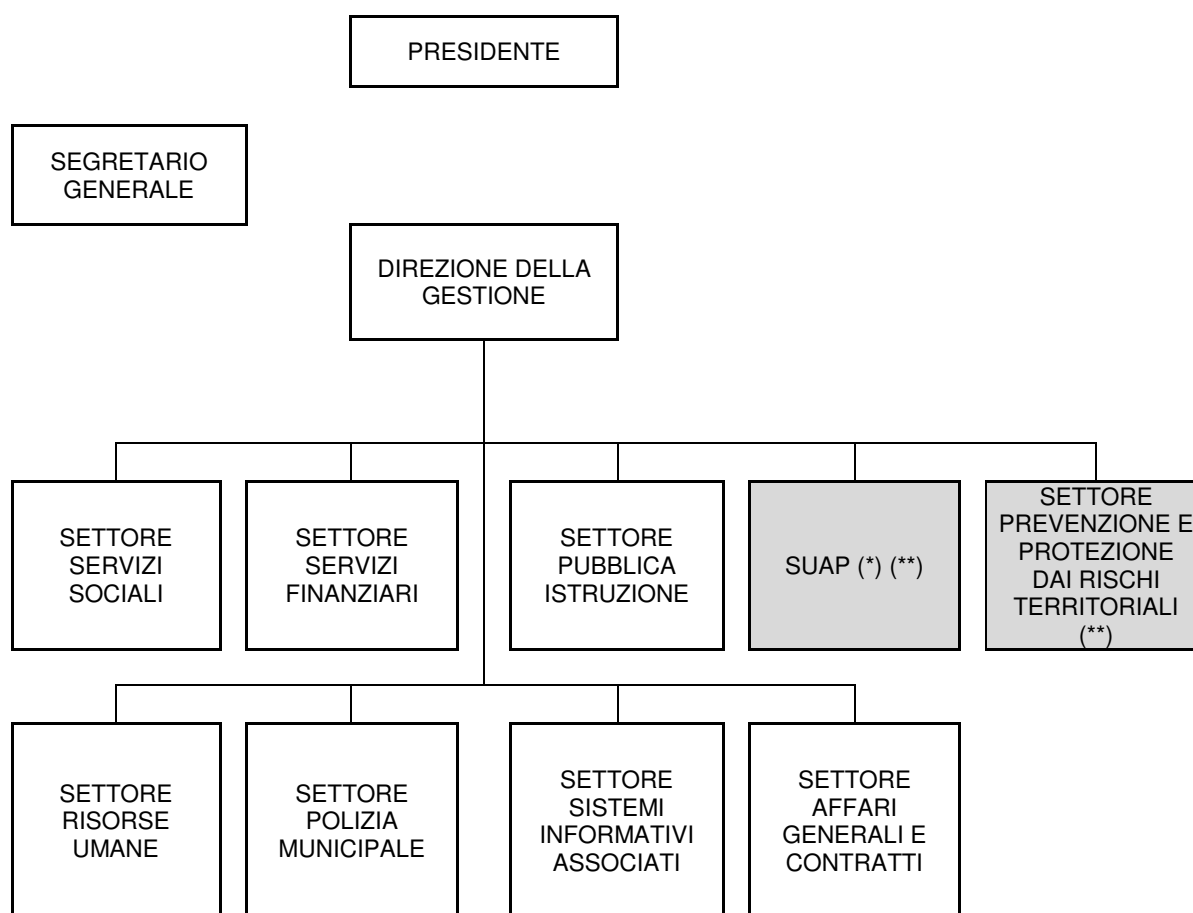 PRESIDENTE
SEGRETARIO
GENERALE
DIREZIONE DELLA
GESTIONE
SETTORE
SERVIZI
SOCIALI
SETTORE
SERVIZI
FINANZIARI
SETTORE
PUBBLICA
ISTRUZIONE
SUAP (*) (**)
SETTORE
PREVENZIONE E
PROTEZIONE
DAI RISCHI
TERRITORIALI
(**)
SETTORE
RISORSE
UMANE
SETTORE
POLIZIA
MUNICIPALE
SETTORE
SISTEMI
INFORMATIVI
ASSOCIATI
SETTORE
AFFARI
GENERALI E
CONTRATTI